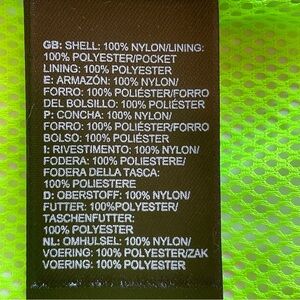 GB: SHELL: 100% NYLON/LINING:
100% POLYESTER/POCKET
LINING: 100% POLYESTER
E: ARMAZÓN: 100% NYLON/
FORRO: 100% POLIÉSTER/FORRO
DEL BOLSILLO: 100% POLIÉSTER
P: CONCHA: 100% NYLON/
FORRO: 100% POLIÉSTER/FORRO
BOLSO: 100% POLIÉSTER
I: RIVESTIMENTO: 100% NYLON/
FODERA: 100% POLIESTERE/
FODERA DELLA TASCA:
100% POLIESTERE
D: OBERSTOFF: 100% NYLON/
FUTTER: 100%POLYESTER/
TASCHENFUTTER:
100% POLYESTER
NL: OMHULSEL: 100% NYLON/
VOERING: 100% POLYESTER/ZAK
VOERING: 100% POLYESTER